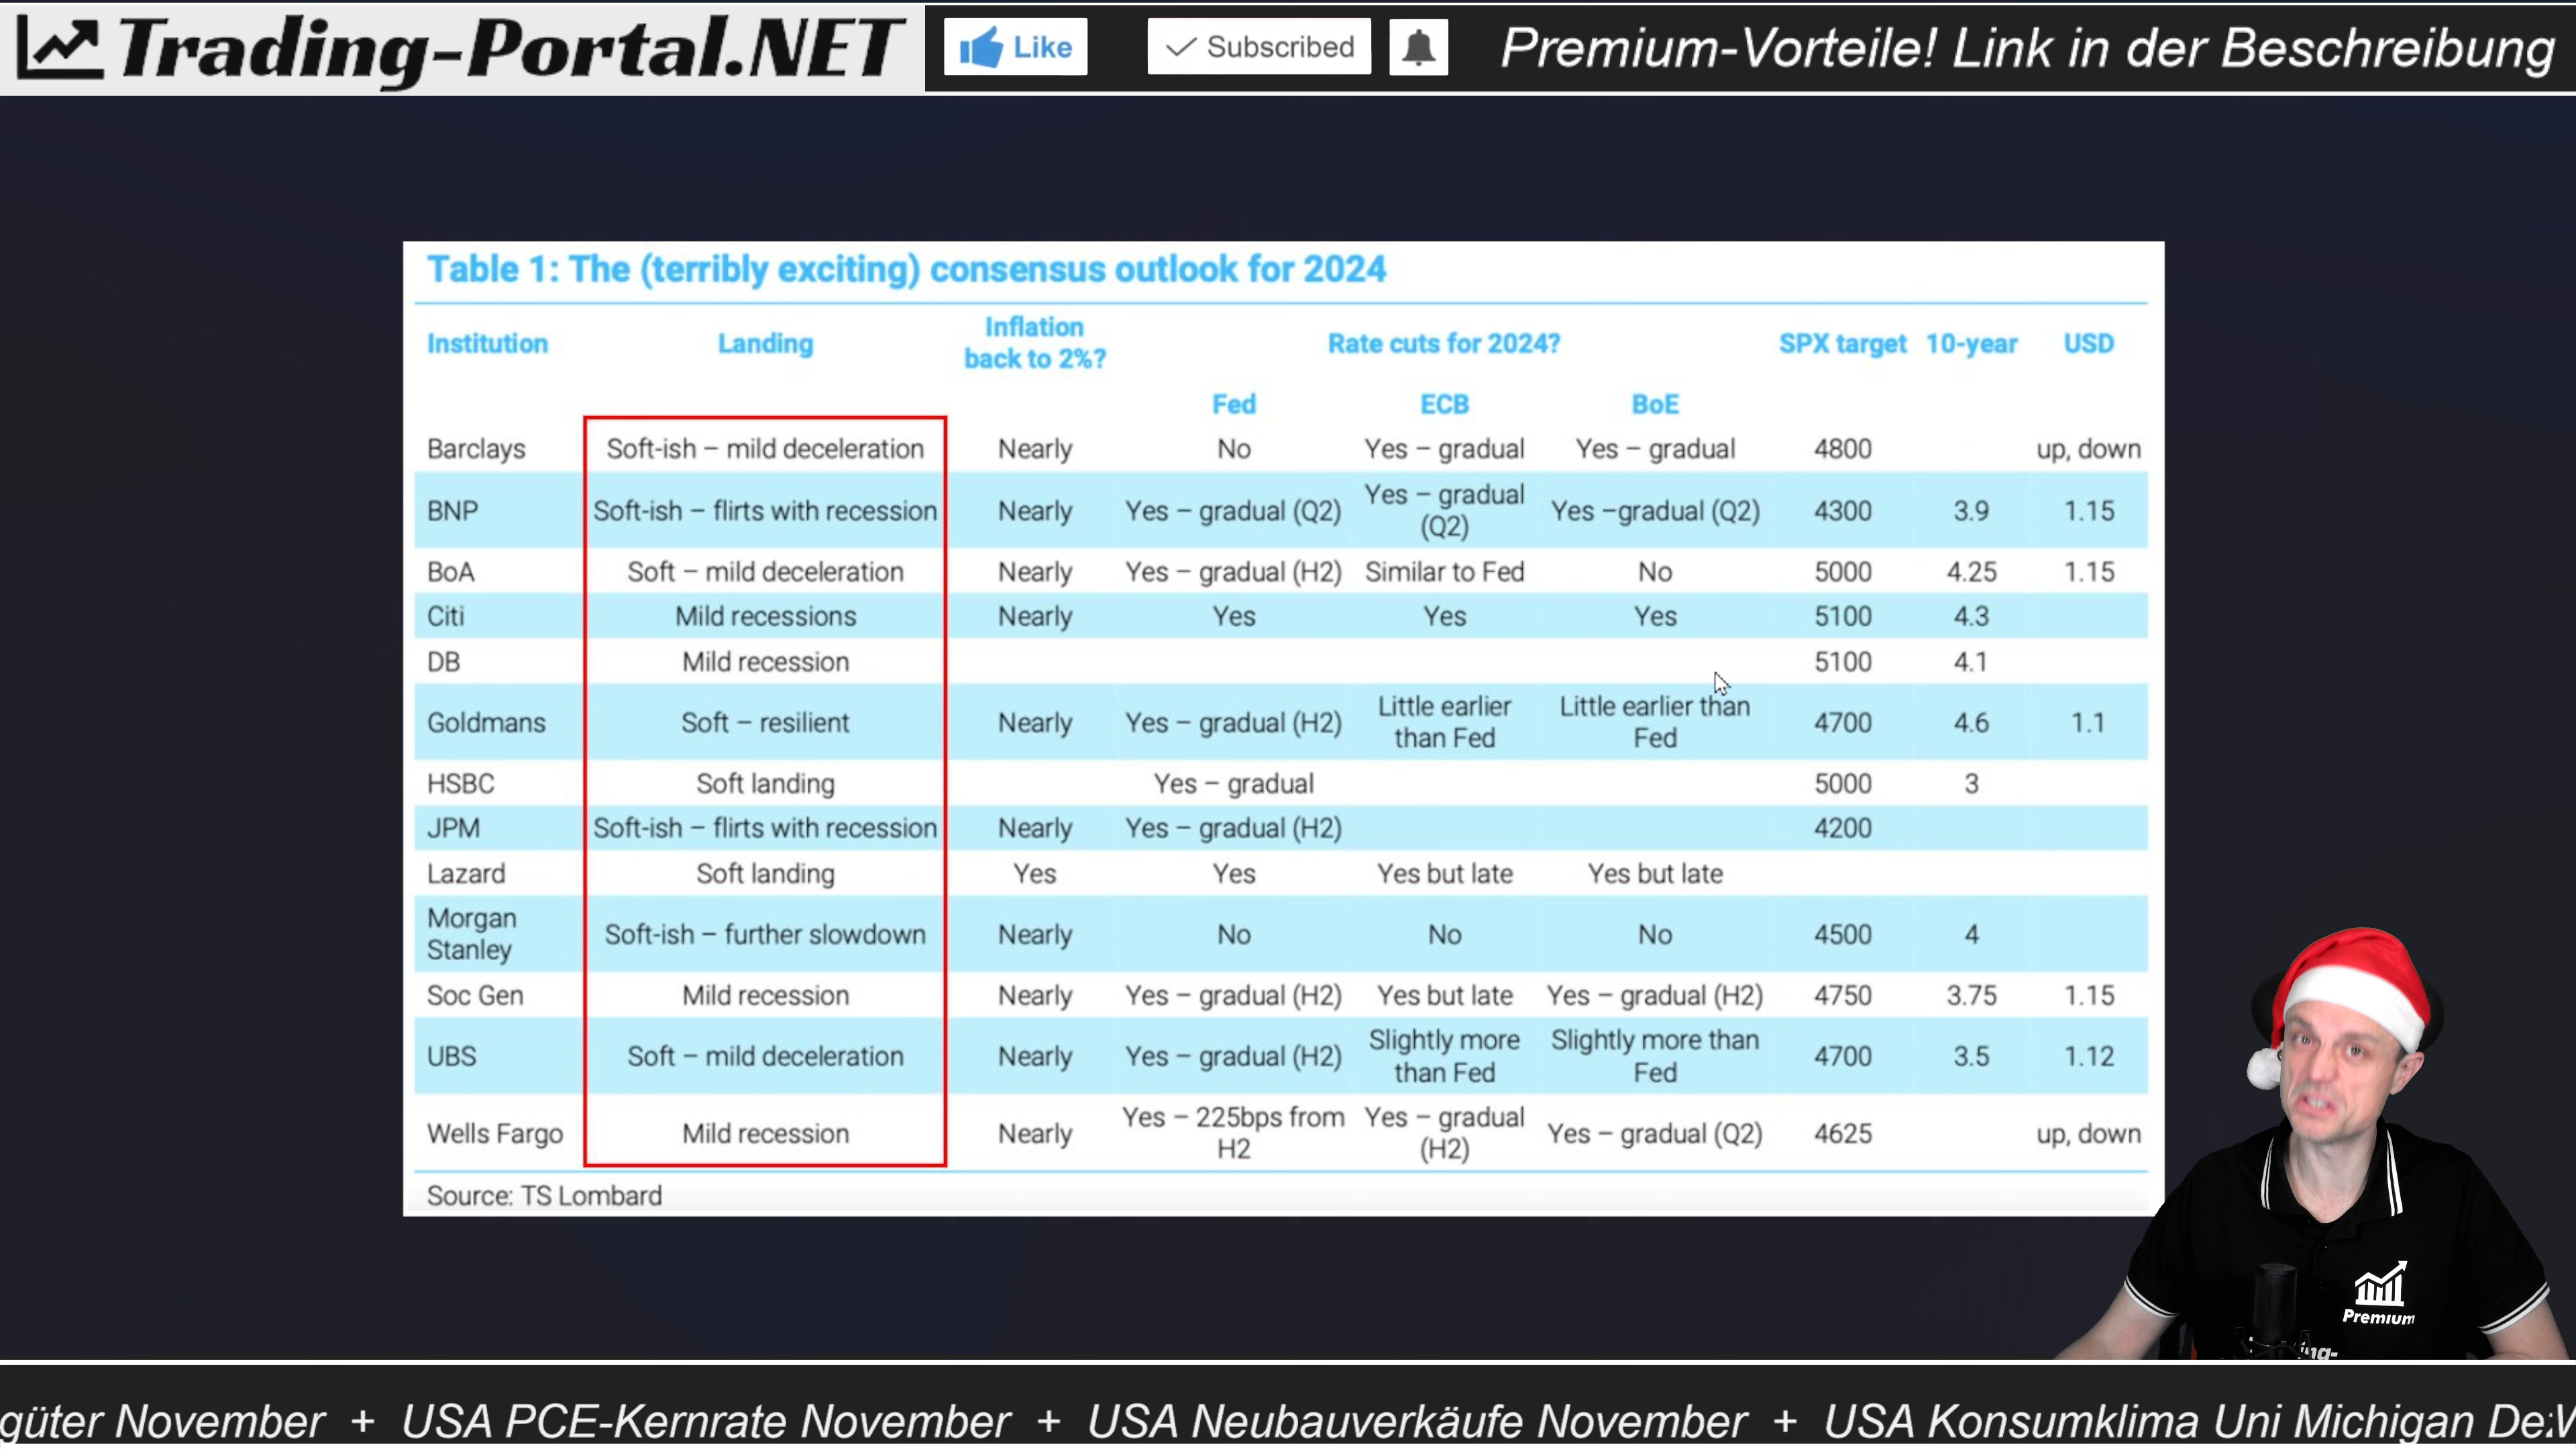 Trading-Portal.NET
Like
Subscribed
Premium-Vorteile! Link in der Beschreibung
Table 1: The (terribly exciting) consensus outlook for 2024
Institution Landing Inflation back to 2%? Rate cuts for 2024? SPX target 10-year USD
Fed ECB BoE
Barclays Soft-ish – mild deceleration Nearly No Yes – gradual Yes – gradual 4800 up, down
BNP Soft-ish – flirts with recession Nearly Yes – gradual (Q2) Yes – gradual (Q2) Yes –gradual (Q2) 4300 3.9 1.15
BoA Soft – mild deceleration Nearly Yes – gradual (H2) Similar to Fed No 5000 4.25 1.15
Citi Mild recessions Nearly Yes Yes Yes 5100 4.3
DB Mild recession 5100 4.1
Goldmans Soft – resilient Nearly Yes – gradual (H2) Little earlier than Fed Little earlier than Fed 4700 4.6 1.1
HSBC Soft landing Yes – gradual 5000 3
JPM Soft-ish – flirts with recession Nearly Yes – gradual (H2) 4200
Lazard Soft landing Yes Yes Yes but late Yes but late
Morgan Stanley Soft-ish – further slowdown Nearly No No No 4500 4
Soc Gen Mild recession Nearly Yes – gradual (H2) Yes but late Yes – gradual (H2) 4750 3.75 1.15
UBS Soft – mild deceleration Nearly Yes – gradual (H2) Slightly more than Fed Slightly more than Fed 4700 3.5 1.12
Wells Fargo Mild recession Nearly Yes – 225bps from H2 Yes – gradual (H2) Yes – gradual (Q2) 4625 up, down
Source: TS Lombard
Premium
güter November + USA PCE-Kernrate November + USA Neubauverkäufe November + USA Konsumklima Uni Michigan